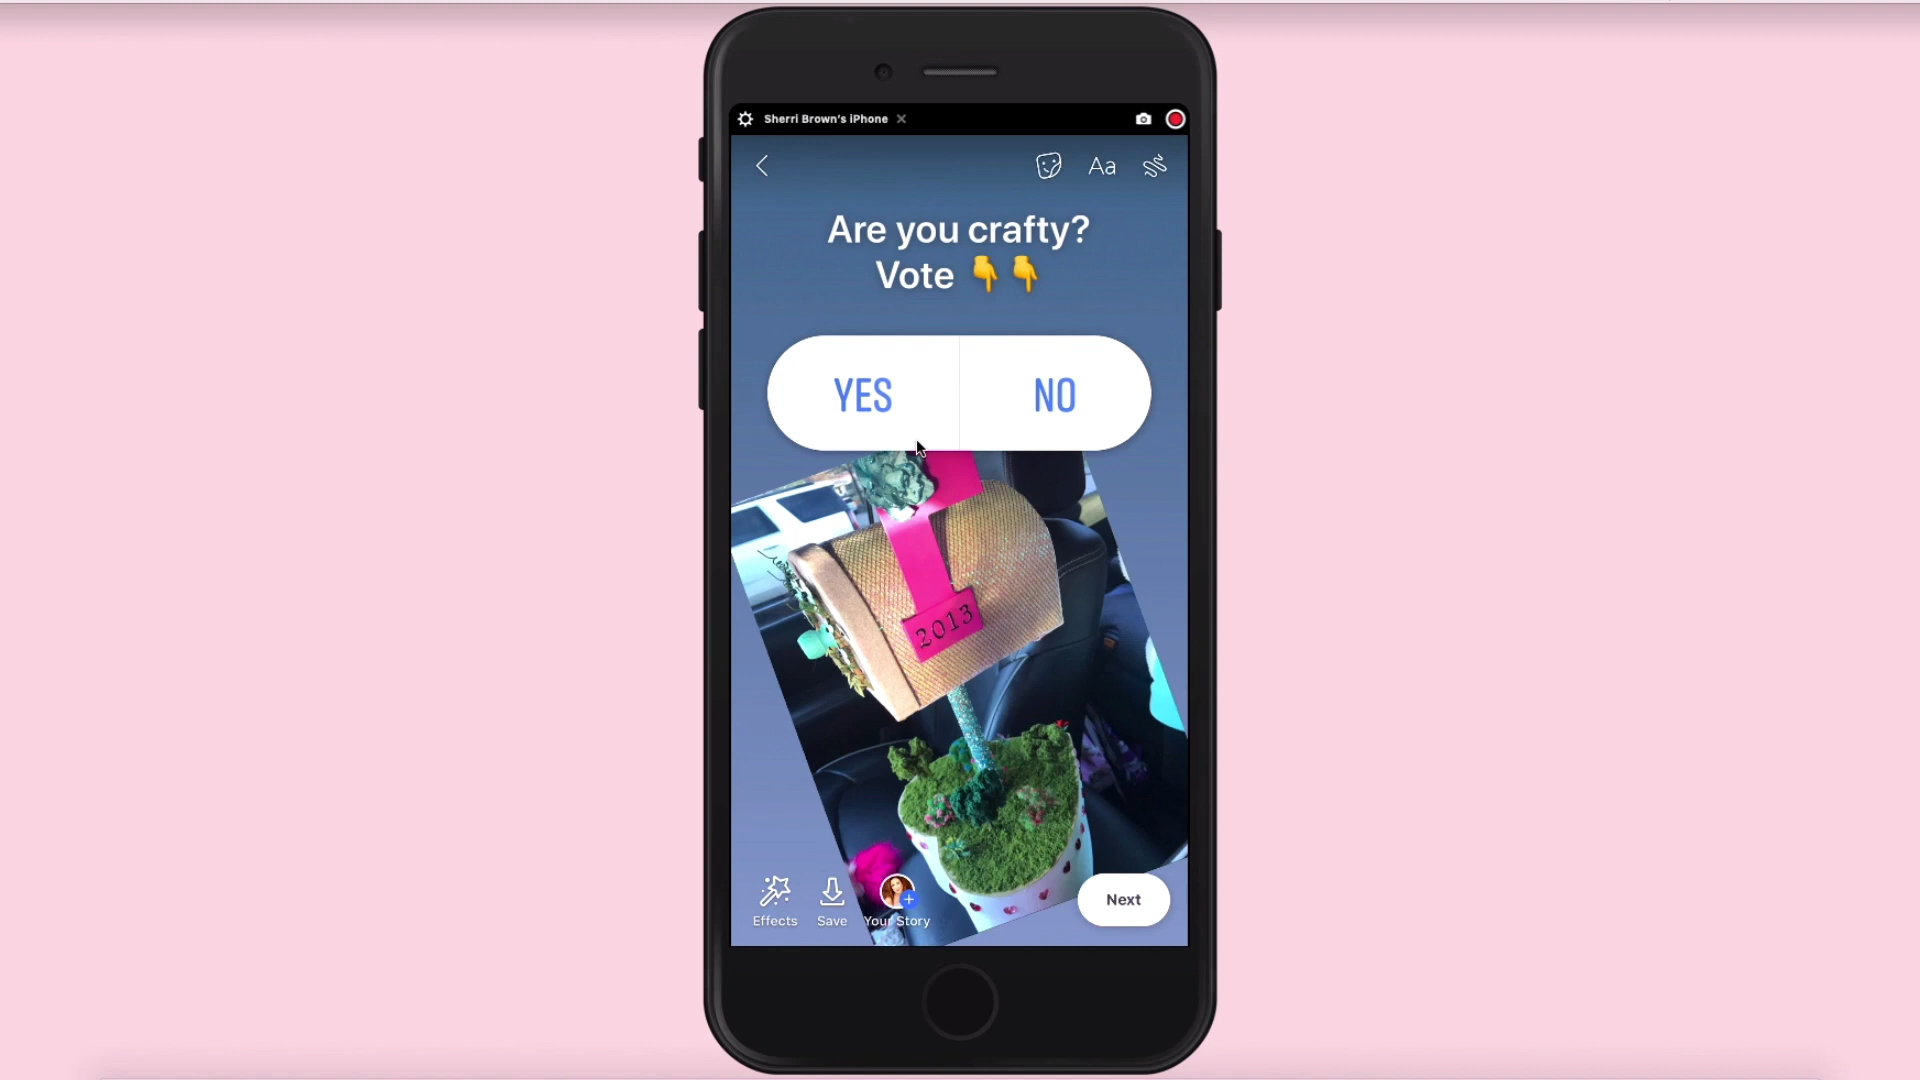 Sherri Brown's iPhone
Aa
Are you crafty?
Vote 👇👇
YES
NO
2013
Effects
Save
Your Story
Next